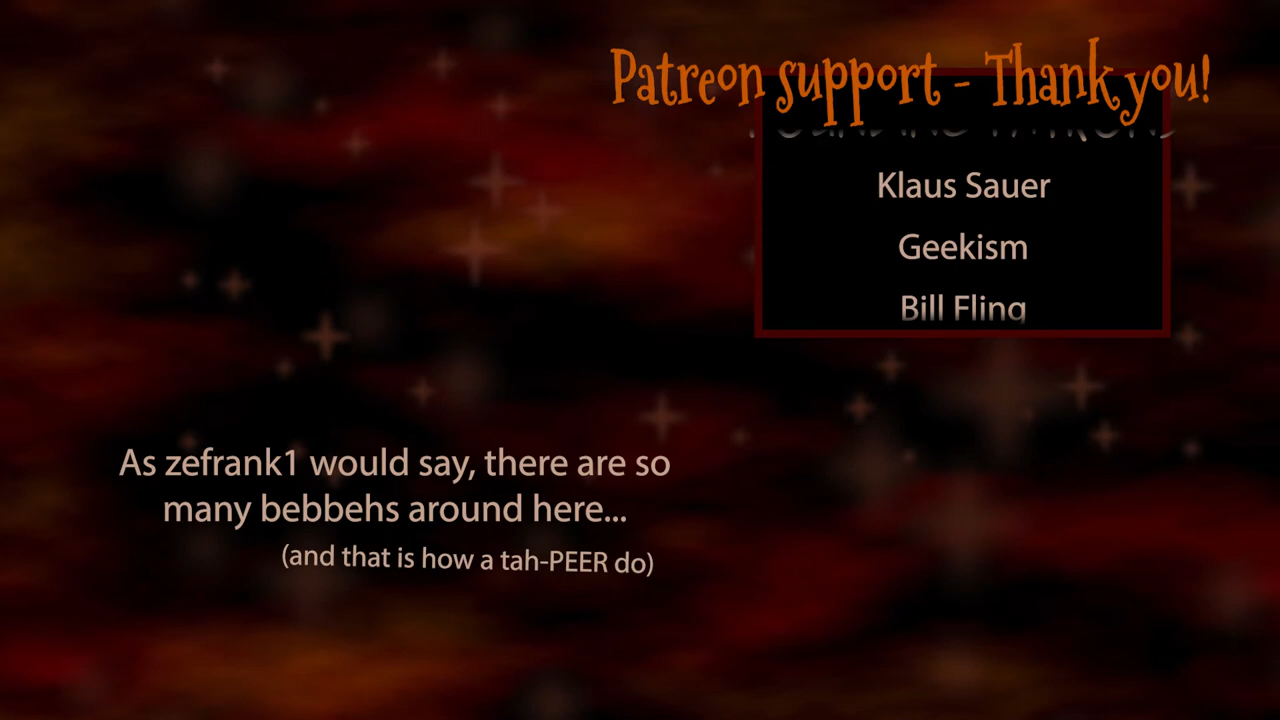 Patreon support - Thank you!
Klaus Sauer
Geekism
Bill Fling
As zefrank1 would say, there are so
many bebbehs around here...
(and that is how a tah-PEER do)